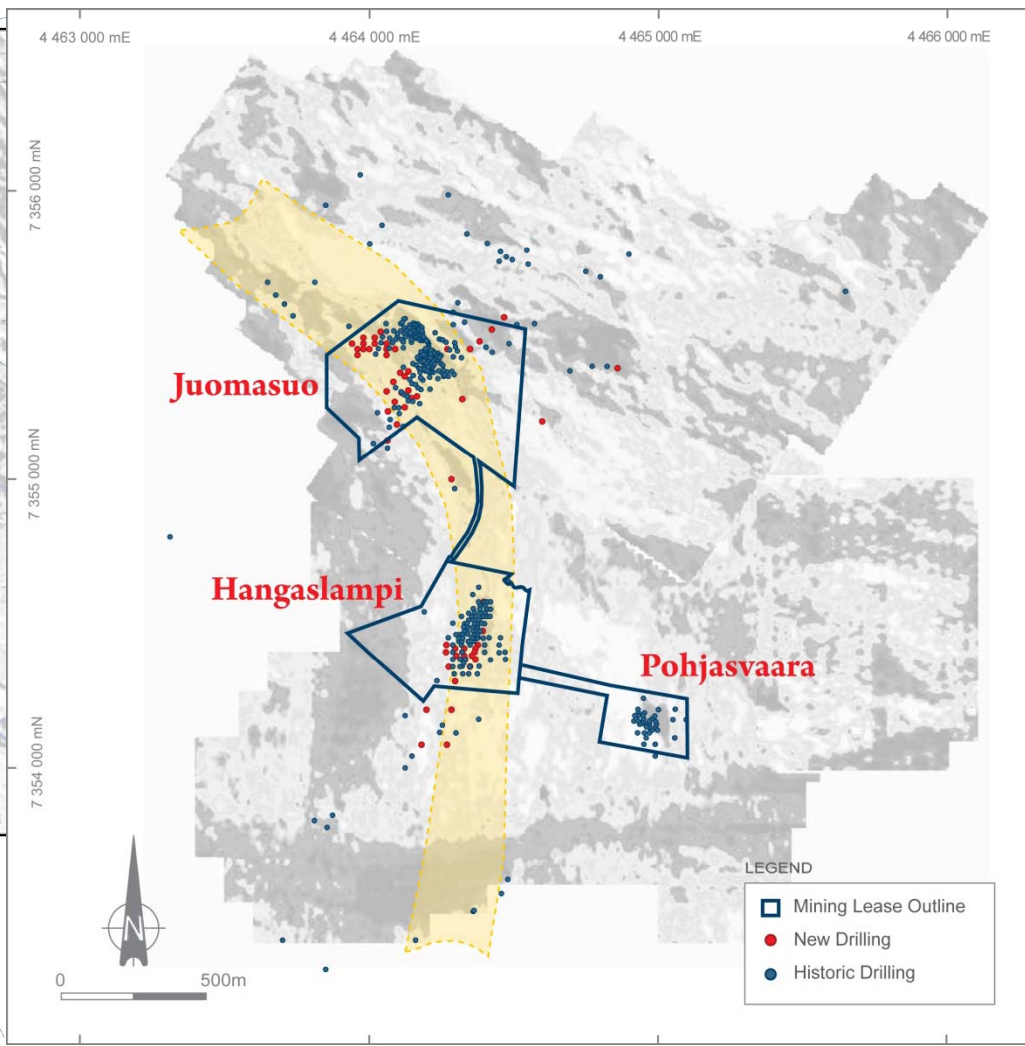 4 463 000 mE
4 464 000 mE
4 465 000 mE
4 466 000 mE
7 356 000 mN
Juomasuo
7 355 000 mN
Hangaslampi
Pohjasvaara
7 354 000 mN
LEGEND
Mining Lease Outline
New Drilling
Historic Drilling
N
0 500m